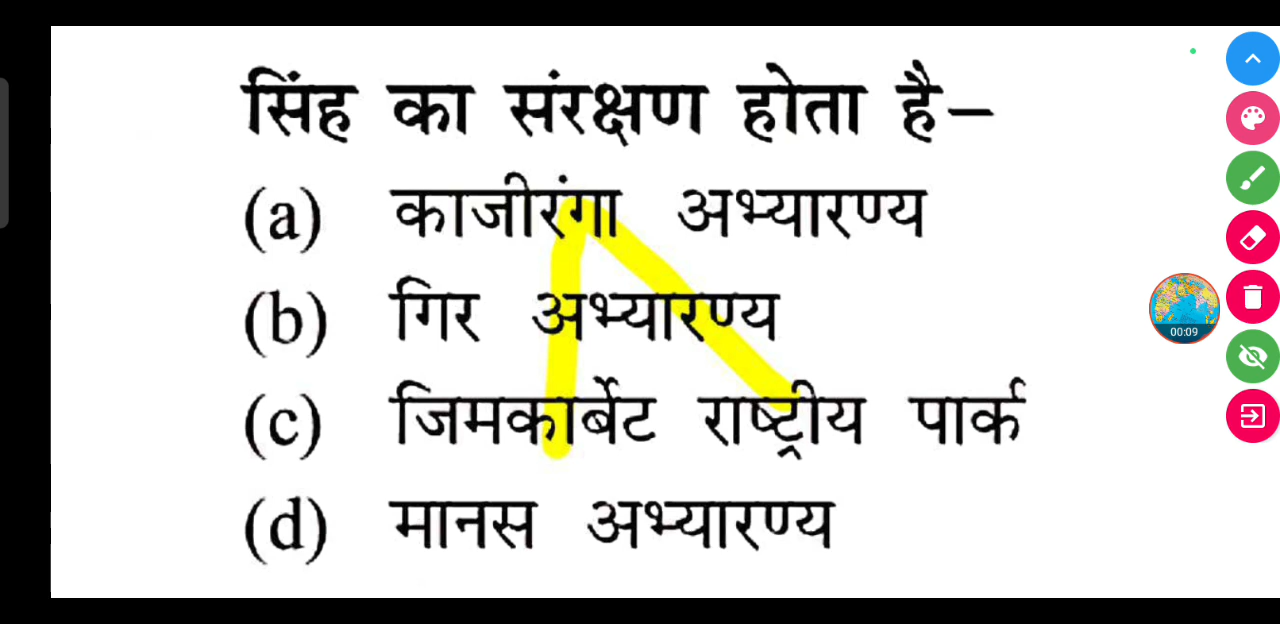 सिंह का संरक्षण होता है–
(a) काजीरंगा अभ्यारण्य
(b) गिर अभ्यारण्य
(c) जिमकार्बेट राष्ट्रीय पार्क
(d) मानस अभ्यारण्य
00:09